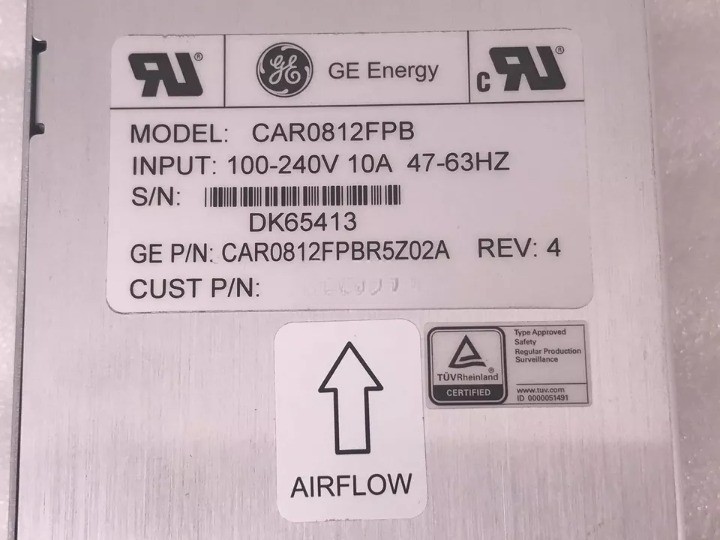 GE Energy
MODEL: CAR0812FPB
INPUT: 100-240V 10A 47-63HZ
S/N:
DK65413
GE P/N: CAR0812FPBR5Z02A REV: 4
CUST P/N:
AIRFLOW
TÜVRheinland
CERTIFIED
Type Approved
Safety
Regular Production
Surveillance
www.tuv.com
ID 0000051491